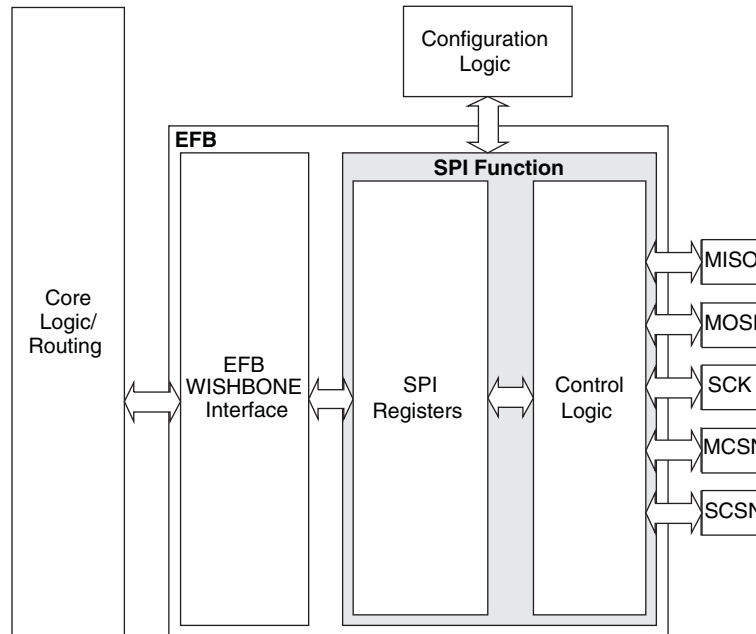 Configuration
Logic
EFB
SPI Function
Core
Logic/
Routing
EFB
WISHBONE
Interface
SPI
Registers
Control
Logic
MISO
MOSI
SCK
MCSN
SCSN